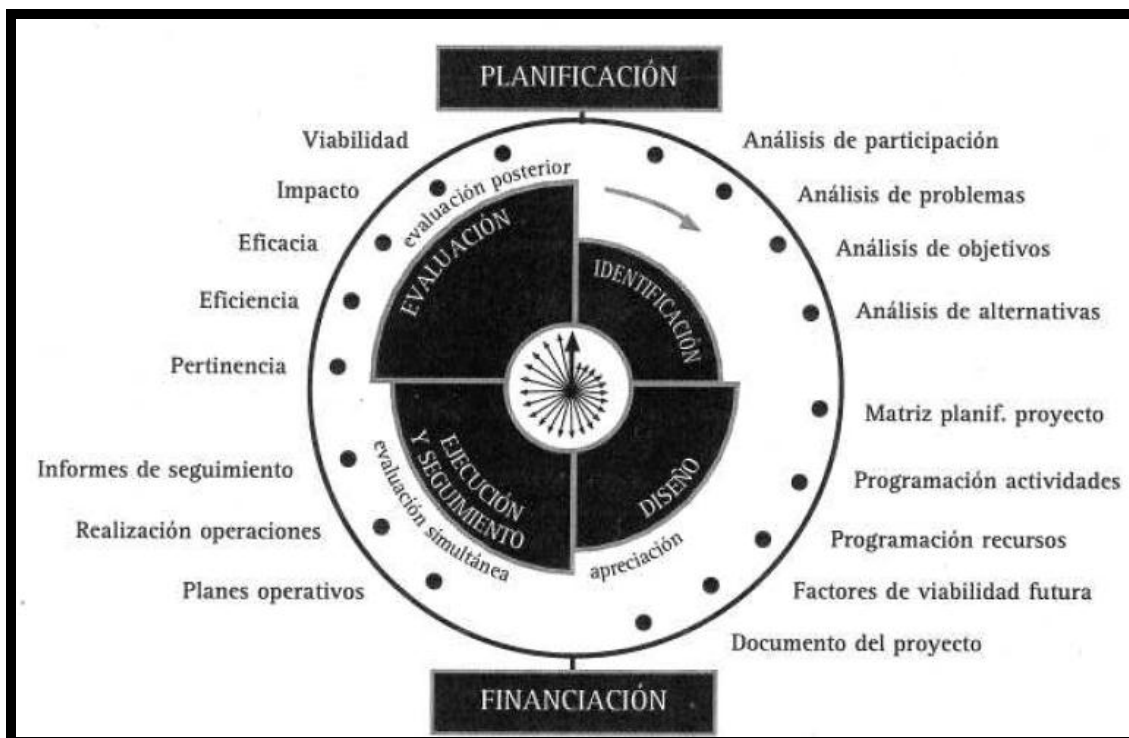 PLANIFICACIÓN
Viabilidad
Análisis de participación
Impacto
Análisis de problemas
Eficacia
Análisis de objetivos
Eficiencia
Análisis de alternativas
Pertinencia
Matriz planif. proyecto
Informes de seguimiento
Programación actividades
Realización operaciones
Programación recursos
Planes operativos
Factores de viabilidad futura
Documento del proyecto
evaluación posterior
EVALUACIÓN
IDENTIFICACIÓN
EJECUCIÓN
Y SEGUIMIENTO
evaluación simultánea
DISEÑO
apreciación
FINANCIACIÓN